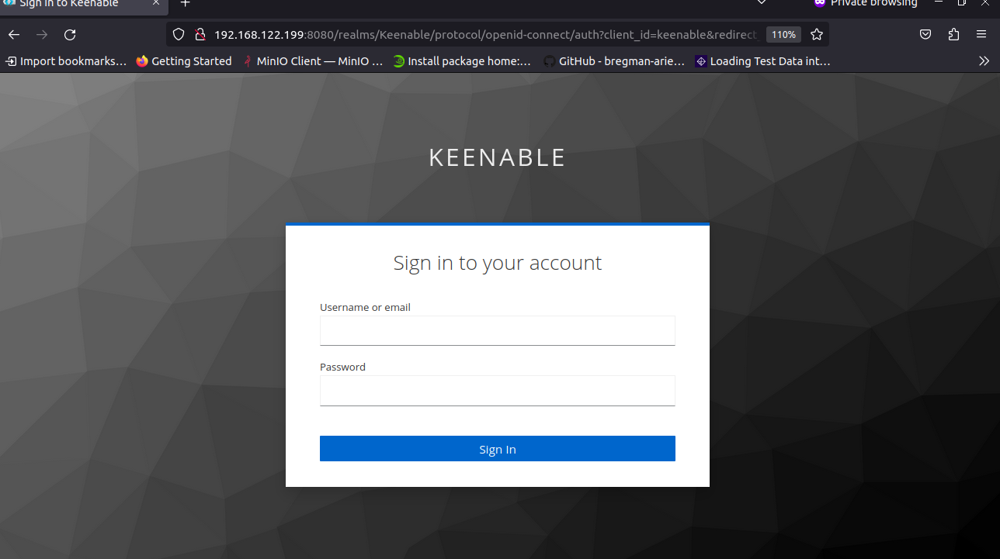 Sign in to Keenable
Private browsing
192.168.122.199:8080/realms/Keenable/protocol/openid-connect/auth?client_id=keenable&redirect
110%
Import bookmarks… Getting Started MinIO Client — MinIO … Install package home:… GitHub - bregman-arie… Loading Test Data int…
KEENABLE
Sign in to your account
Username or email
Password
Sign In